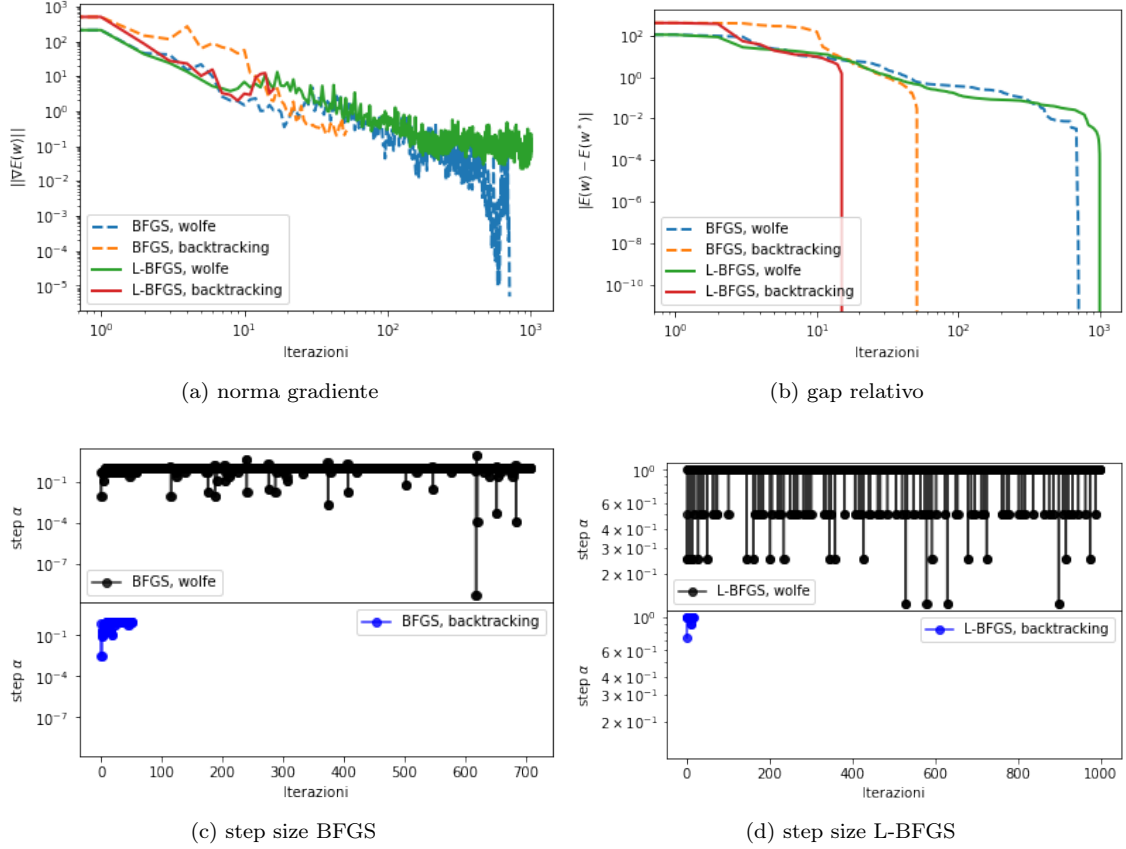 10³
10²
10¹
10⁰
10⁻¹
10⁻²
10⁻³
10⁻⁴
10⁻⁵
||∇E(w)||
BFGS, wolfe
BFGS, backtracking
L-BFGS, wolfe
L-BFGS, backtracking
10⁰ 10¹ 10² 10³
Iterazioni
(a) norma gradiente
10²
10⁰
10⁻²
10⁻⁴
10⁻⁶
10⁻⁸
10⁻¹⁰
|E(w) − E(w*)|
BFGS, wolfe
BFGS, backtracking
L-BFGS, wolfe
L-BFGS, backtracking
10⁰ 10¹ 10² 10³
Iterazioni
(b) gap relativo
10⁻¹
10⁻⁴
10⁻⁷
step α
BFGS, wolfe
10⁻¹
10⁻⁴
10⁻⁷
step α
BFGS, backtracking
0 100 200 300 400 500 600 700
Iterazioni
(c) step size BFGS
10⁰
6 × 10⁻¹
4 × 10⁻¹
3 × 10⁻¹
2 × 10⁻¹
step α
L-BFGS, wolfe
10⁰
6 × 10⁻¹
4 × 10⁻¹
3 × 10⁻¹
2 × 10⁻¹
step α
L-BFGS, backtracking
0 200 400 600 800 1000
Iterazioni
(d) step size L-BFGS